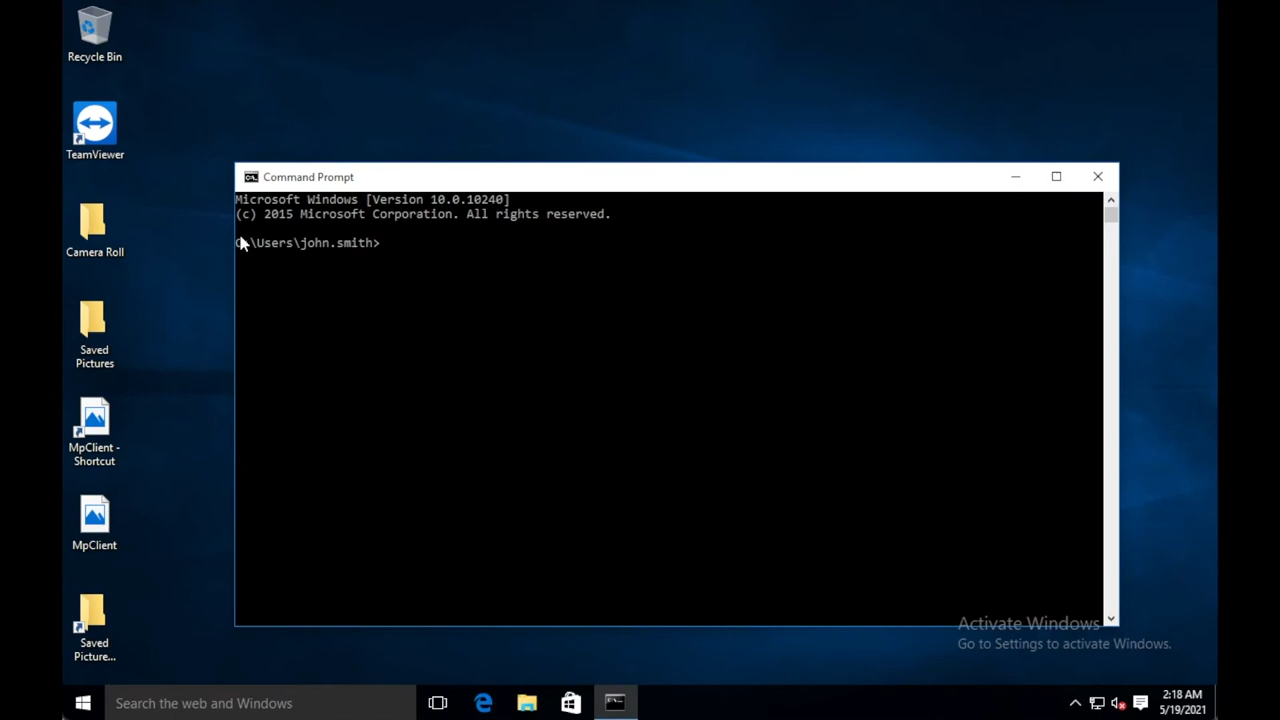 Recycle Bin
TeamViewer
Camera Roll
Saved
Pictures
MpClient -
Shortcut
MpClient
Saved
Picture...
Command Prompt
Microsoft Windows [Version 10.0.10240]
(c) 2015 Microsoft Corporation. All rights reserved.
C:\Users\john.smith>
Activate Windows
Go to Settings to activate Windows.
Search the web and Windows
2:18 AM
5/19/2021